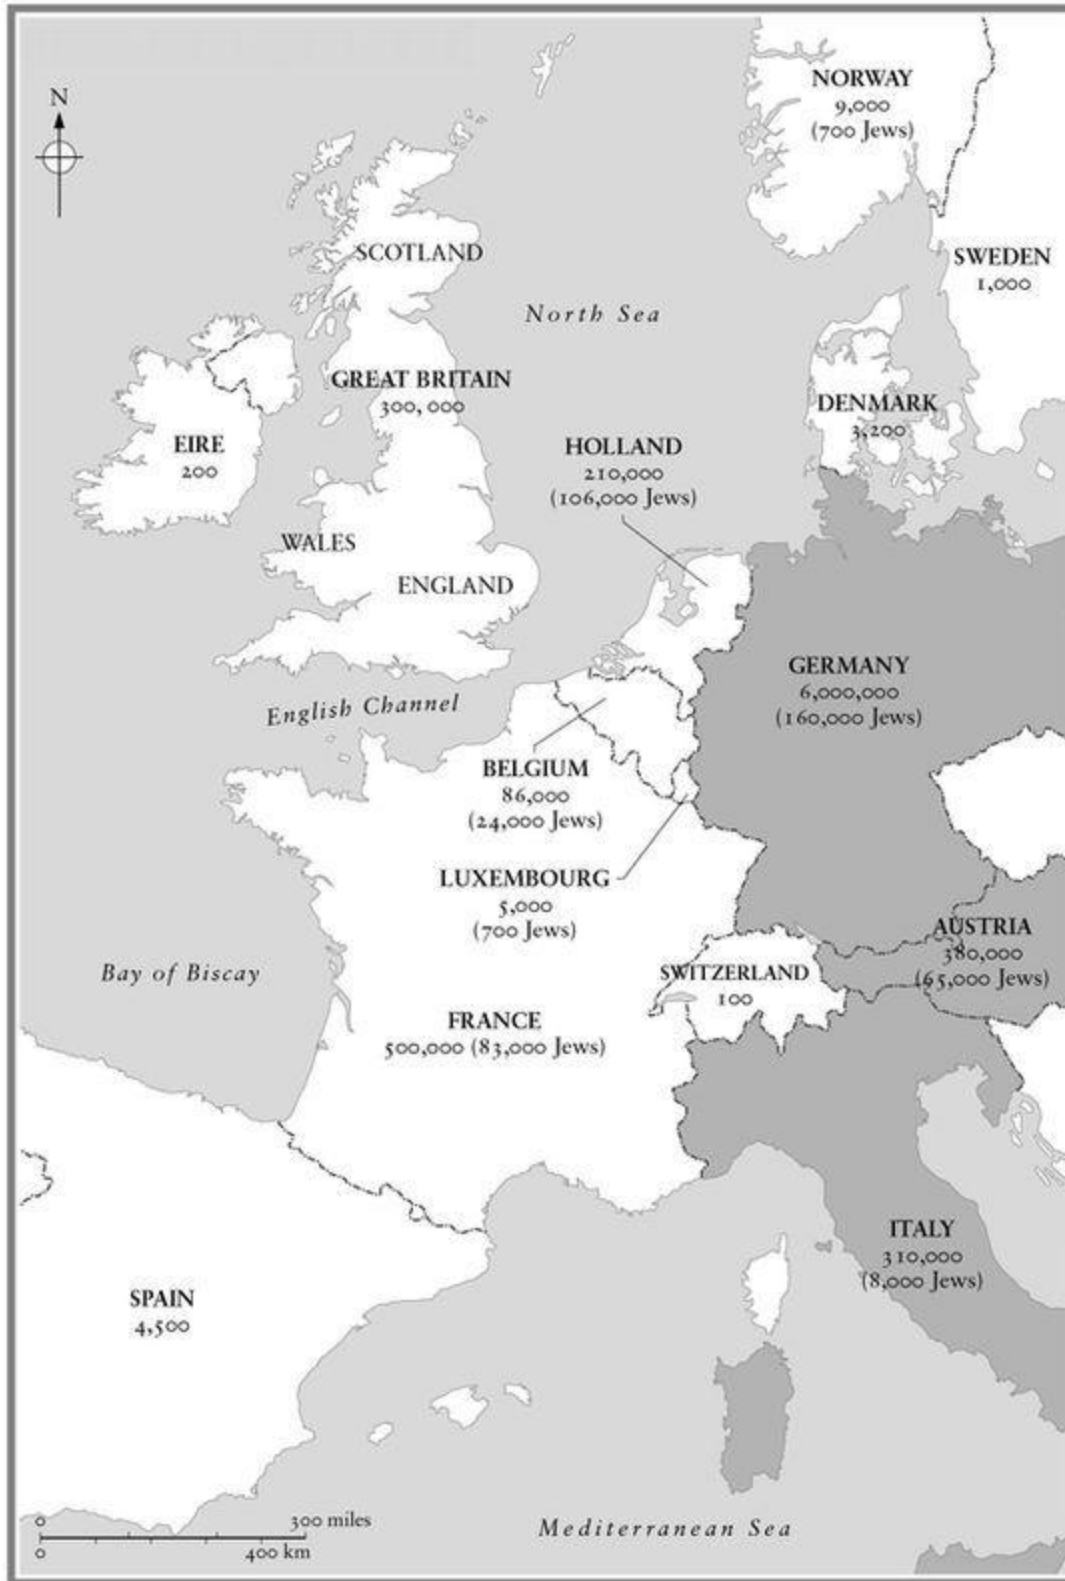 N
NORWAY
9,000
(700 Jews)
SCOTLAND
SWEDEN
1,000
North Sea
GREAT BRITAIN
300, 000
DENMARK
3,200
EIRE
200
HOLLAND
210,000
(106,000 Jews)
WALES
ENGLAND
GERMANY
6,000,000
(160,000 Jews)
English Channel
BELGIUM
86,000
(24,000 Jews)
LUXEMBOURG
5,000
(700 Jews)
AUSTRIA
380,000
(65,000 Jews)
Bay of Biscay
SWITZERLAND
100
FRANCE
500,000 (83,000 Jews)
ITALY
310,000
(8,000 Jews)
SPAIN
4,500
0 300 miles
0 400 km
Mediterranean Sea